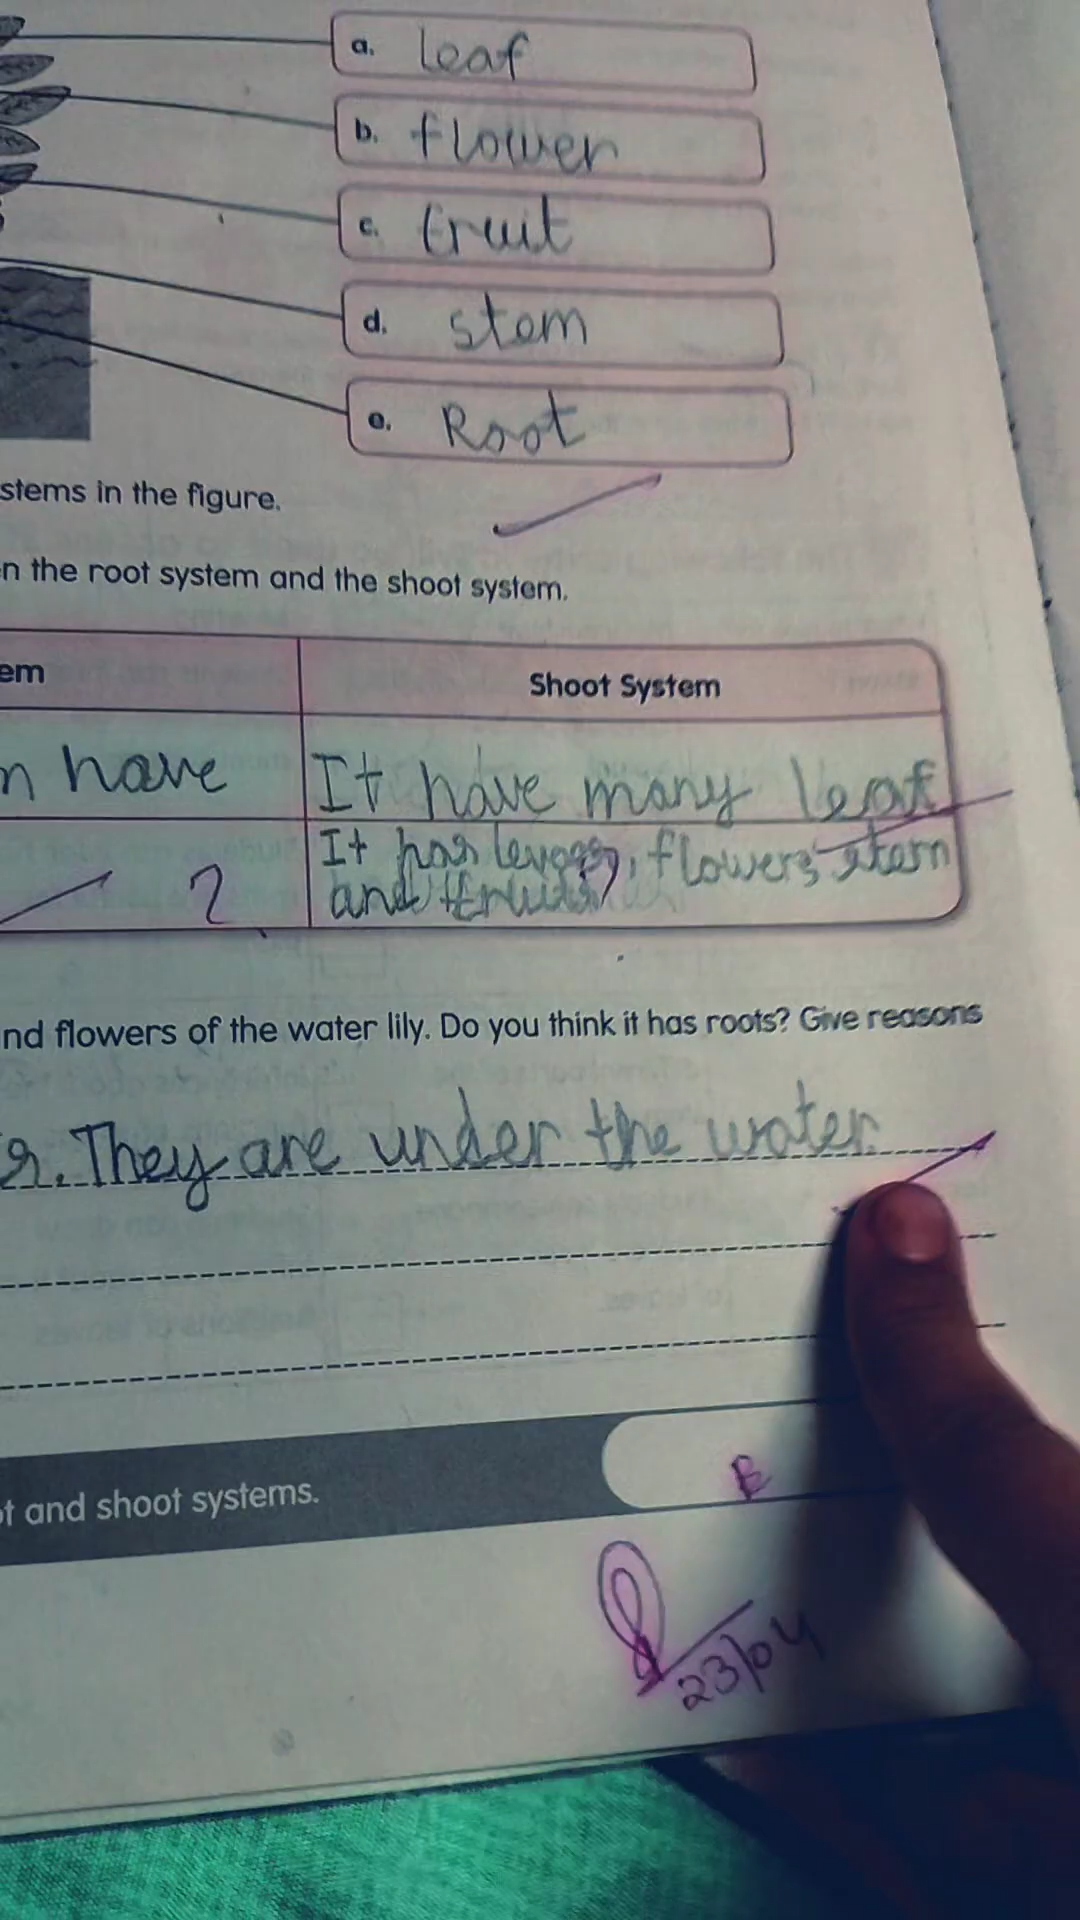 a. leaf
b. flower
c. fruit
d. stem
e. Root
stems in the figure.
n the root system and the shoot system.
em
Shoot System
n have
It have many leaf
It has
, flowers stem
2
and fruits
nd flowers of the water lily. Do you think it has roots? Give reasons
r. They are under the water.
ot and shoot systems.
23/04